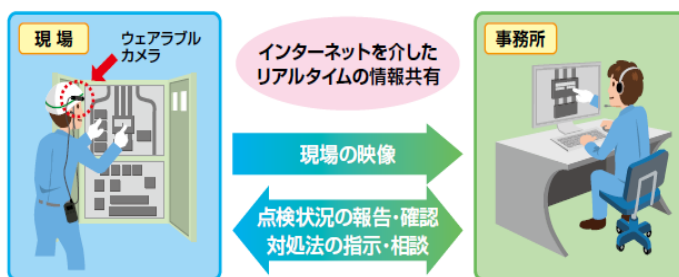 現場
ウェアラブル
カメラ
インターネットを介した
リアルタイムの情報共有
事務所
現場の映像
点検状況の報告・確認
対処法の指示・相談